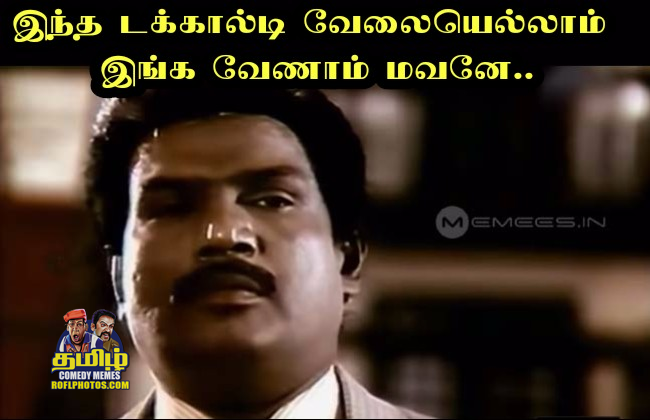 இந்த டக்கால்டி வேலையெல்லாம்
இங்க வேணாம் மவனே..
MEMEES.IN
தமிழ்
COMEDY MEMES
ROFLPHOTOS.COM